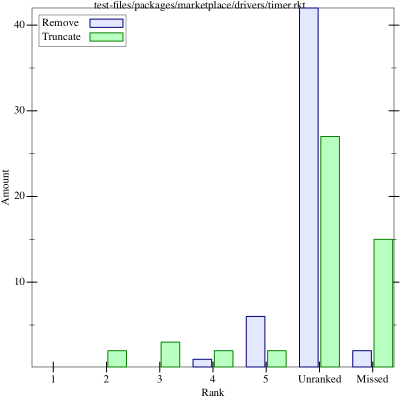 test-files/packages/marketplace/drivers/timer.rkt
Remove
Truncate
40
30
20
10
Amount
1 2 3 4 5 Unranked Missed
Rank